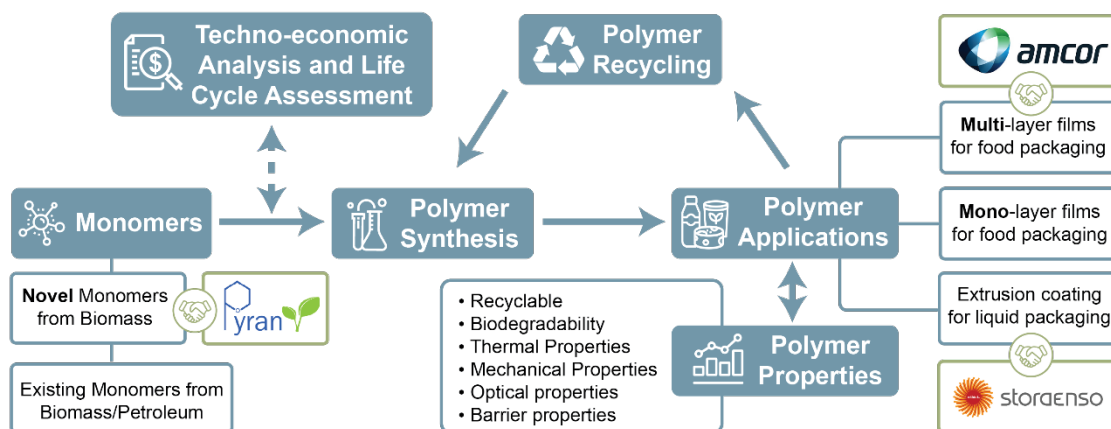 Techno-economic
Analysis and Life
Cycle Assessment
Polymer
Recycling
amcor
Multi-layer films
for food packaging
Monomers
Polymer
Synthesis
Polymer
Applications
Mono-layer films
for food packaging
Novel Monomers
from Biomass
Pyran
Existing Monomers from
Biomass/Petroleum
• Recyclable
• Biodegradability
• Thermal Properties
• Mechanical Properties
• Optical properties
• Barrier properties
Polymer
Properties
Extrusion coating
for liquid packaging
storaenso